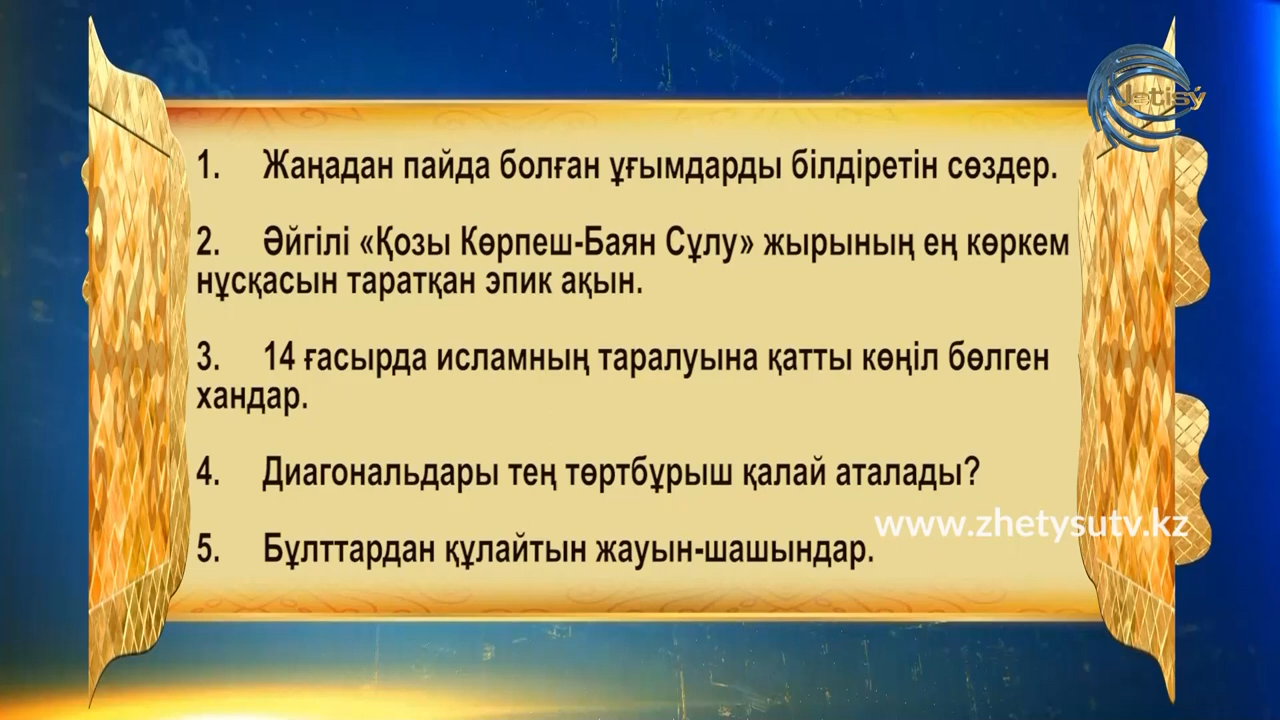 Jetisý
1. Жаңадан пайда болған ұғымдарды білдіретін сөздер.
2. Әйгілі «Қозы Көрпеш-Баян Сұлу» жырының ең көркем
нұсқасын таратқан эпик ақын.
3. 14 ғасырда исламның таралуына қатты көңіл бөлген
хандар.
4. Диагональдары тең төртбұрыш қалай аталады?
www.zhetysutv.kz
5. Бұлттардан құлайтын жауын-шашындар.